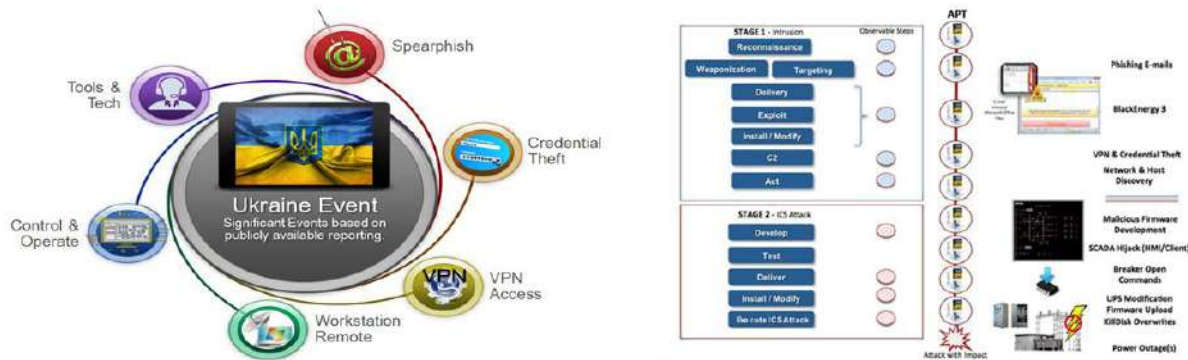 Spearphish
Tools &
Tech
Credential
Theft
Ukraine Event
Significant Events based on
publicly available reporting.
Control &
Operate
VPN
VPN
Access
Workstation
Remote
APT
STAGE 1 - Intrusion
Observable Steps
Reconnaissance
Weaponization
Targeting
Delivery
Exploit
Install / Modify
C2
Act
STAGE 2 - ICS Attack
Develop
Test
Deliver
Install / Modify
Execute ICS Attack
Phishing E-mails
BlackEnergy 3
VPN & Credential Theft
Network & Host
Discovery
Malicious Firmware
Development
SCADA Hijack (HMI/Client)
Breaker Open
Commands
UPS Modification
Firmware Upload
KillDisk Overwrites
Power Outage(s)
Attack with Impact